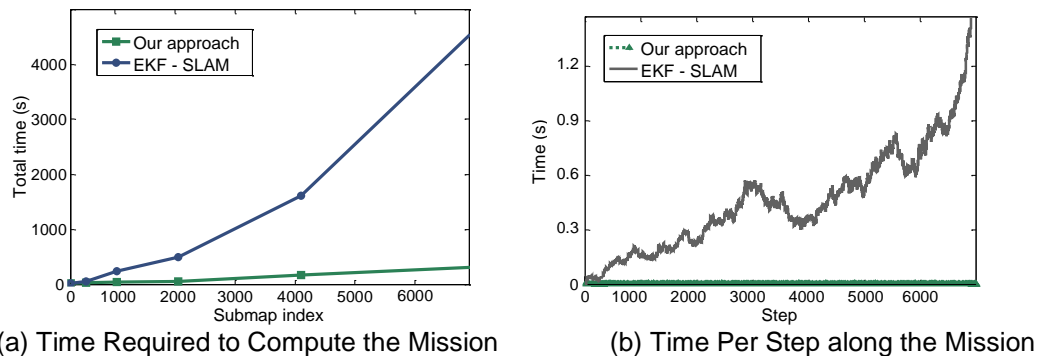 Our approach
EKF - SLAM
Total time (s)
4000
3000
2000
1000
0
0 1000 2000 3000 4000 5000 6000
Submap index
(a) Time Required to Compute the Mission
Our approach
EKF - SLAM
Time (s)
1.2
0.9
0.6
0.3
0
0 1000 2000 3000 4000 5000 6000
Step
(b) Time Per Step along the Mission